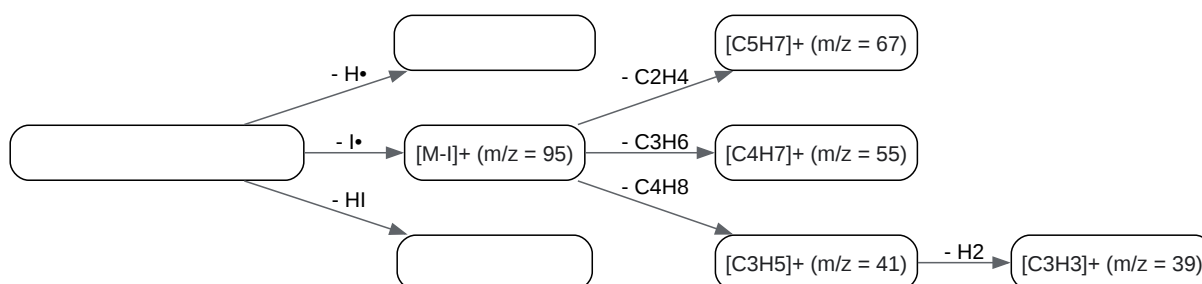 [C5H7]+ (m/z = 67)
- H•
- C2H4
- I•
[M-I]+ (m/z = 95)
- C3H6
[C4H7]+ (m/z = 55)
- HI
- C4H8
[C3H5]+ (m/z = 41)
- H2
[C3H3]+ (m/z = 39)